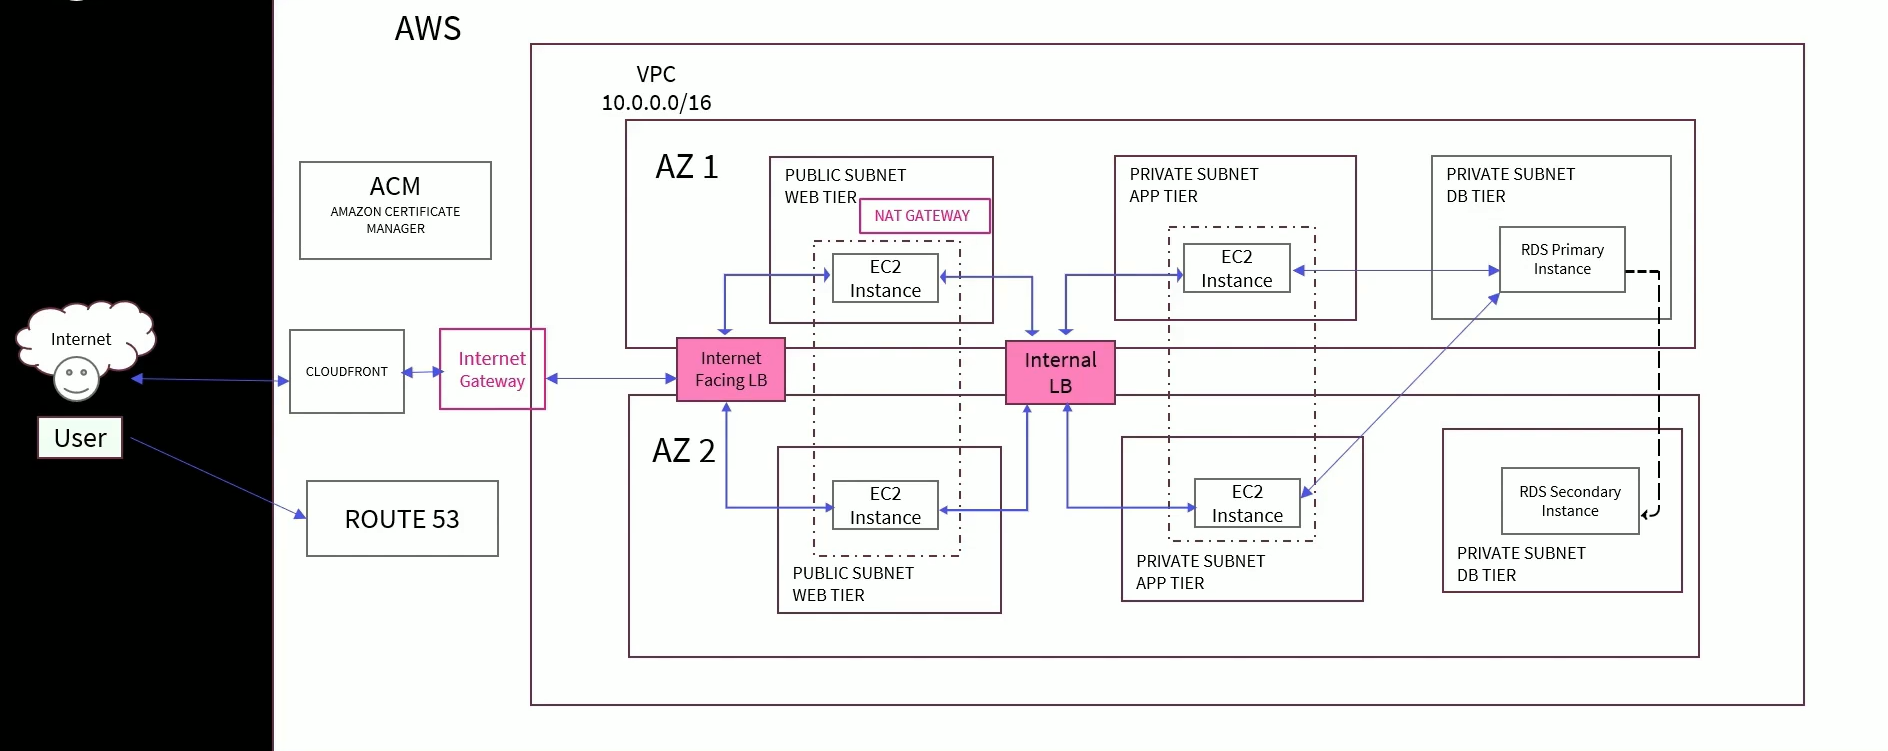 AWS
VPC
10.0.0.0/16
AZ 1
PUBLIC SUBNET
WEB TIER
NAT GATEWAY
EC2
Instance
PRIVATE SUBNET
APP TIER
EC2
Instance
PRIVATE SUBNET
DB TIER
RDS Primary
Instance
ACM
AMAZON CERTIFICATE
MANAGER
Internet
User
CLOUDFRONT
Internet
Gateway
Internet
Facing LB
Internal
LB
ROUTE 53
AZ 2
EC2
Instance
PUBLIC SUBNET
WEB TIER
EC2
Instance
PRIVATE SUBNET
APP TIER
RDS Secondary
Instance
PRIVATE SUBNET
DB TIER